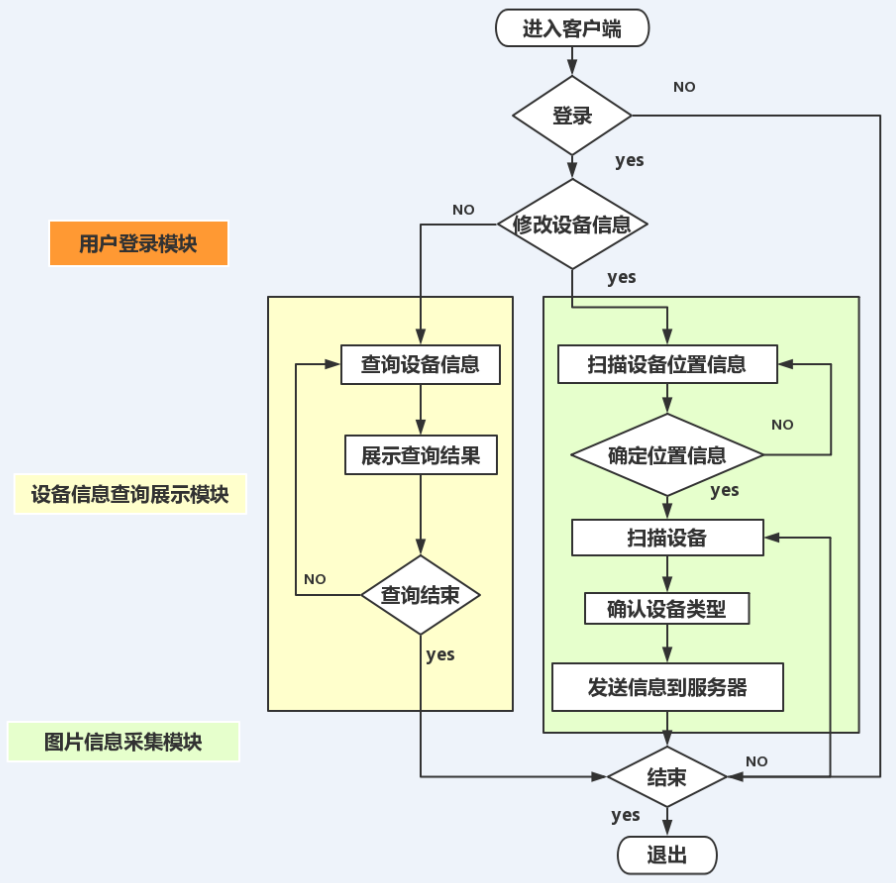 进入客户端
NO
登录
yes
NO
修改设备信息
用户登录模块
yes
查询设备信息
扫描设备位置信息
NO
展示查询结果
确定位置信息
yes
设备信息查询展示模块
扫描设备
NO
查询结束
确认设备类型
yes
发送信息到服务器
图片信息采集模块
NO
结束
yes
退出